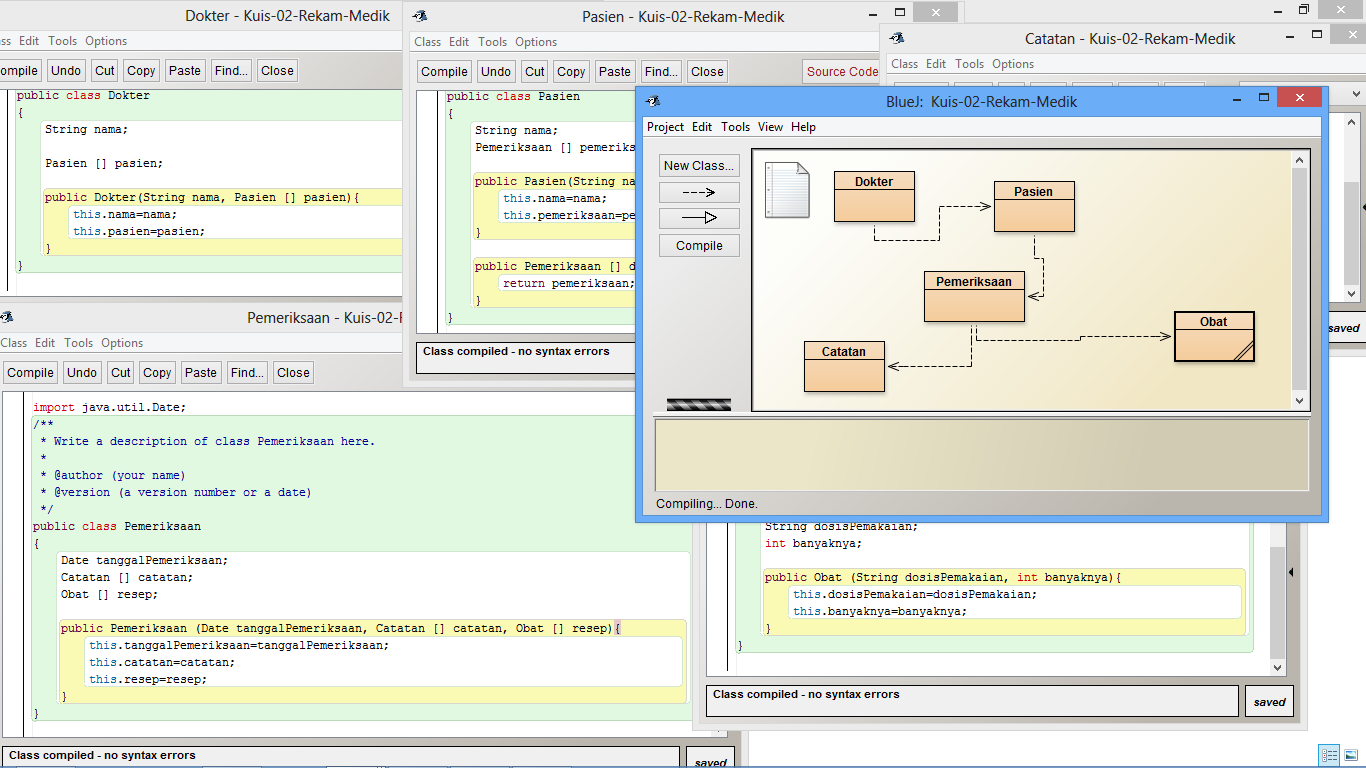 Dokter - Kuis-02-Rekam-Medik
Edit Tools Options
Undo Cut Copy Paste Find... Close
public class Dokter
{
String nama;
Pasien [] pasien;
public Dokter(String nama, Pasien [] pasien){
this.nama=nama;
this.pasien=pasien;
}
}
Pasien - Kuis-02-Rekam-Medik
Class Edit Tools Options
Compile Undo Cut Copy Paste Find... Close Source Code
public class Pasien
{
String nama;
Pemeriksaan [] pemeriks
public Pasien(String na
this.nama=nama;
this.pemeriksaan=pe
}
public Pemeriksaan [] d
return pemeriksaan;
}
}
Class compiled - no syntax errors
Catatan - Kuis-02-Rekam-Medik
Class Edit Tools Options
saved
BlueJ: Kuis-02-Rekam-Medik
Project Edit Tools View Help
New Class...
Compile
Dokter
Pasien
Pemeriksaan
Obat
Catatan
Compiling... Done.
Pemeriksaan - Kuis-02-R
Class Edit Tools Options
Compile Undo Cut Copy Paste Find... Close
import java.util.Date;
/**
* Write a description of class Pemeriksaan here.
*
* @author (your name)
* @version (a version number or a date)
*/
public class Pemeriksaan
{
Date tanggalPemeriksaan;
Catatan [] catatan;
Obat [] resep;
public Pemeriksaan (Date tanggalPemeriksaan, Catatan [] catatan, Obat [] resep){
this.tanggalPemeriksaan=tanggalPemeriksaan;
this.catatan=catatan;
this.resep=resep;
}
}
Class compiled - no syntax errors
saved
String dosisPemakaian;
int banyaknya;
public Obat (String dosisPemakaian, int banyaknya){
this.dosisPemakaian=dosisPemakaian;
this.banyaknya=banyaknya;
}
}
Class compiled - no syntax errors
saved